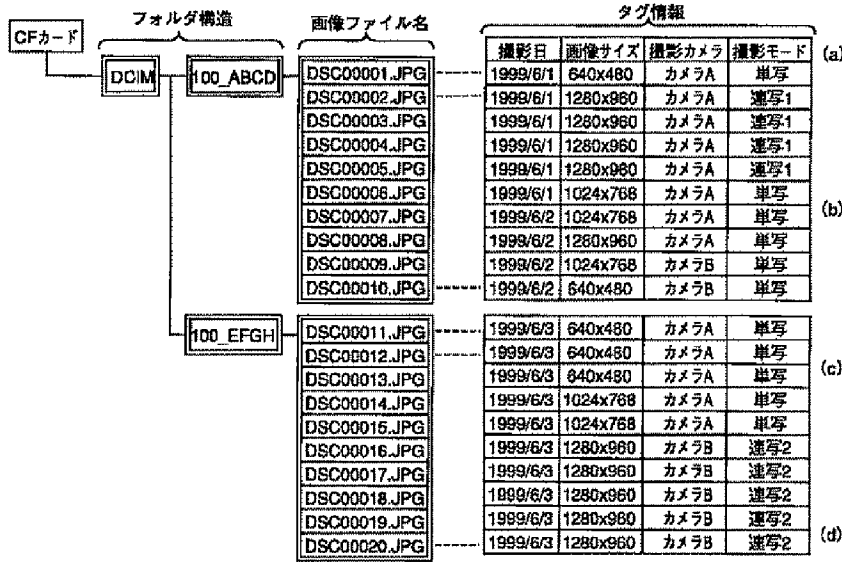 フォルダ構造 画像ファイル名 タグ情報
CFカード
DCIM 100_ABCD
撮影日 画像サイズ 撮影カメラ 撮影モード (a)
DSC00001.JPG 1999/6/1 640x480 カメラA 単写
DSC00002.JPG 1999/6/1 1280x960 カメラA 連写1
DSC00003.JPG 1999/6/1 1280x960 カメラA 連写1
DSC00004.JPG 1999/6/1 1280x960 カメラA 連写1
DSC00005.JPG 1999/6/1 1280x960 カメラA 連写1
DSC00006.JPG 1999/6/1 1024x768 カメラA 単写
DSC00007.JPG 1999/6/2 1024x768 カメラA 単写 (b)
DSC00008.JPG 1999/6/2 1280x960 カメラA 単写
DSC00009.JPG 1999/6/2 1024x768 カメラB 単写
DSC00010.JPG 1999/6/2 640x480 カメラB 単写
100_EFGH
DSC00011.JPG 1999/6/3 640x480 カメラA 単写
DSC00012.JPG 1999/6/3 640x480 カメラA 単写
DSC00013.JPG 1999/6/3 640x480 カメラA 単写 (c)
DSC00014.JPG 1999/6/3 1024x768 カメラA 単写
DSC00015.JPG 1999/6/3 1024x768 カメラA 単写
DSC00016.JPG 1999/6/3 1280x960 カメラB 連写2
DSC00017.JPG 1999/6/3 1280x960 カメラB 連写2
DSC00018.JPG 1999/6/3 1280x960 カメラB 連写2
DSC00019.JPG 1999/6/3 1280x960 カメラB 連写2
DSC00020.JPG 1999/6/3 1280x960 カメラB 連写2 (d)